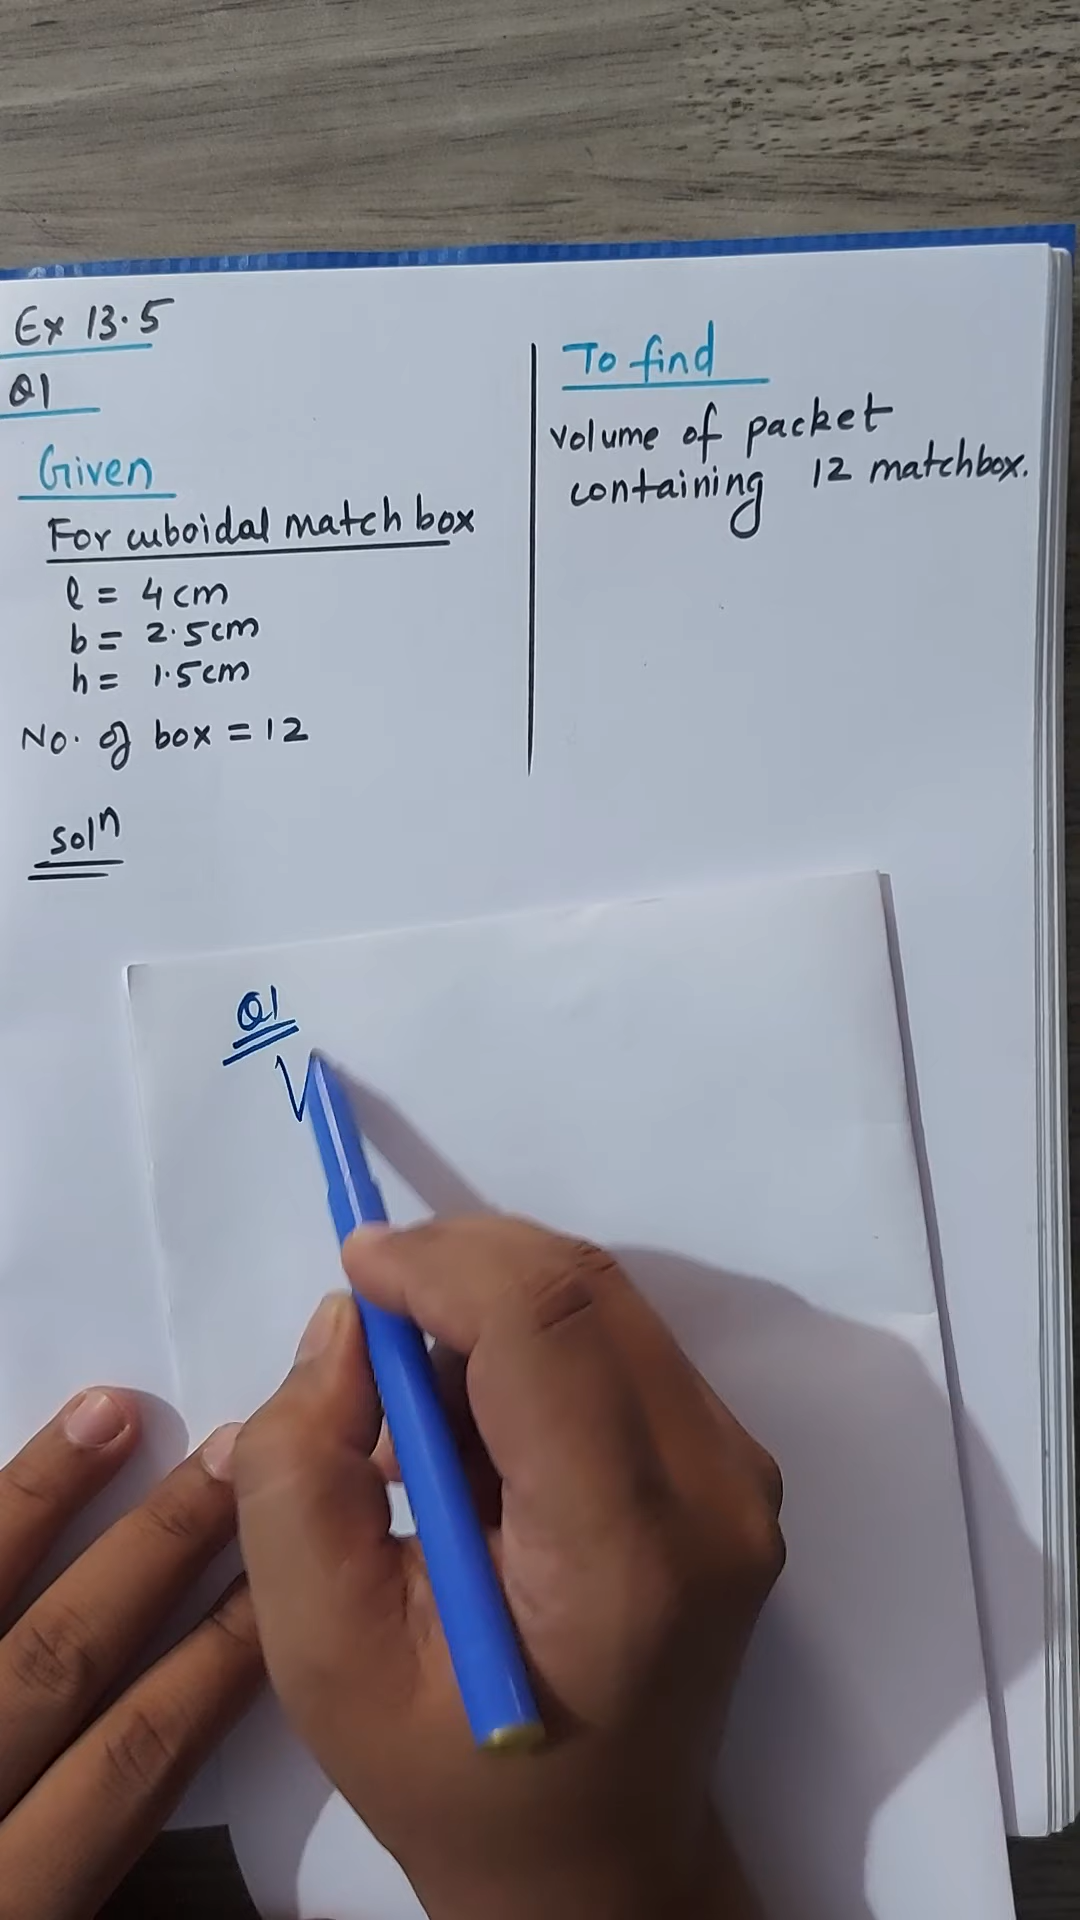 Ex 13.5
Q1
Given
For cuboidal match box
l = 4cm
b = 2.5cm
h = 1.5cm
No. of box = 12
To find
volume of packet
containing 12 matchbox.
Solⁿ
Q1
V